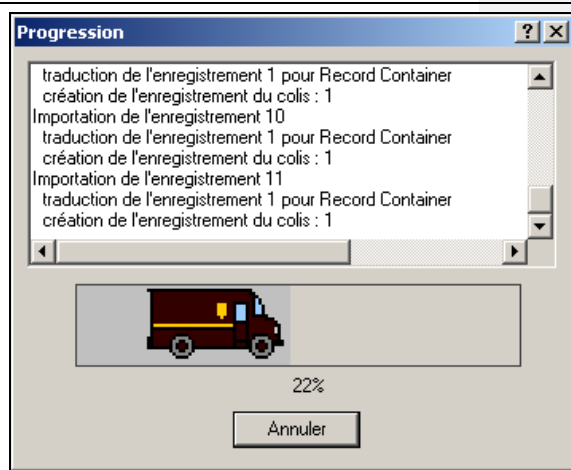 Progression
traduction de l'enregistrement 1 pour Record Container
création de l'enregistrement du colis : 1
Importation de l'enregistrement 10
traduction de l'enregistrement 1 pour Record Container
création de l'enregistrement du colis : 1
Importation de l'enregistrement 11
traduction de l'enregistrement 1 pour Record Container
création de l'enregistrement du colis : 1
22%
Annuler